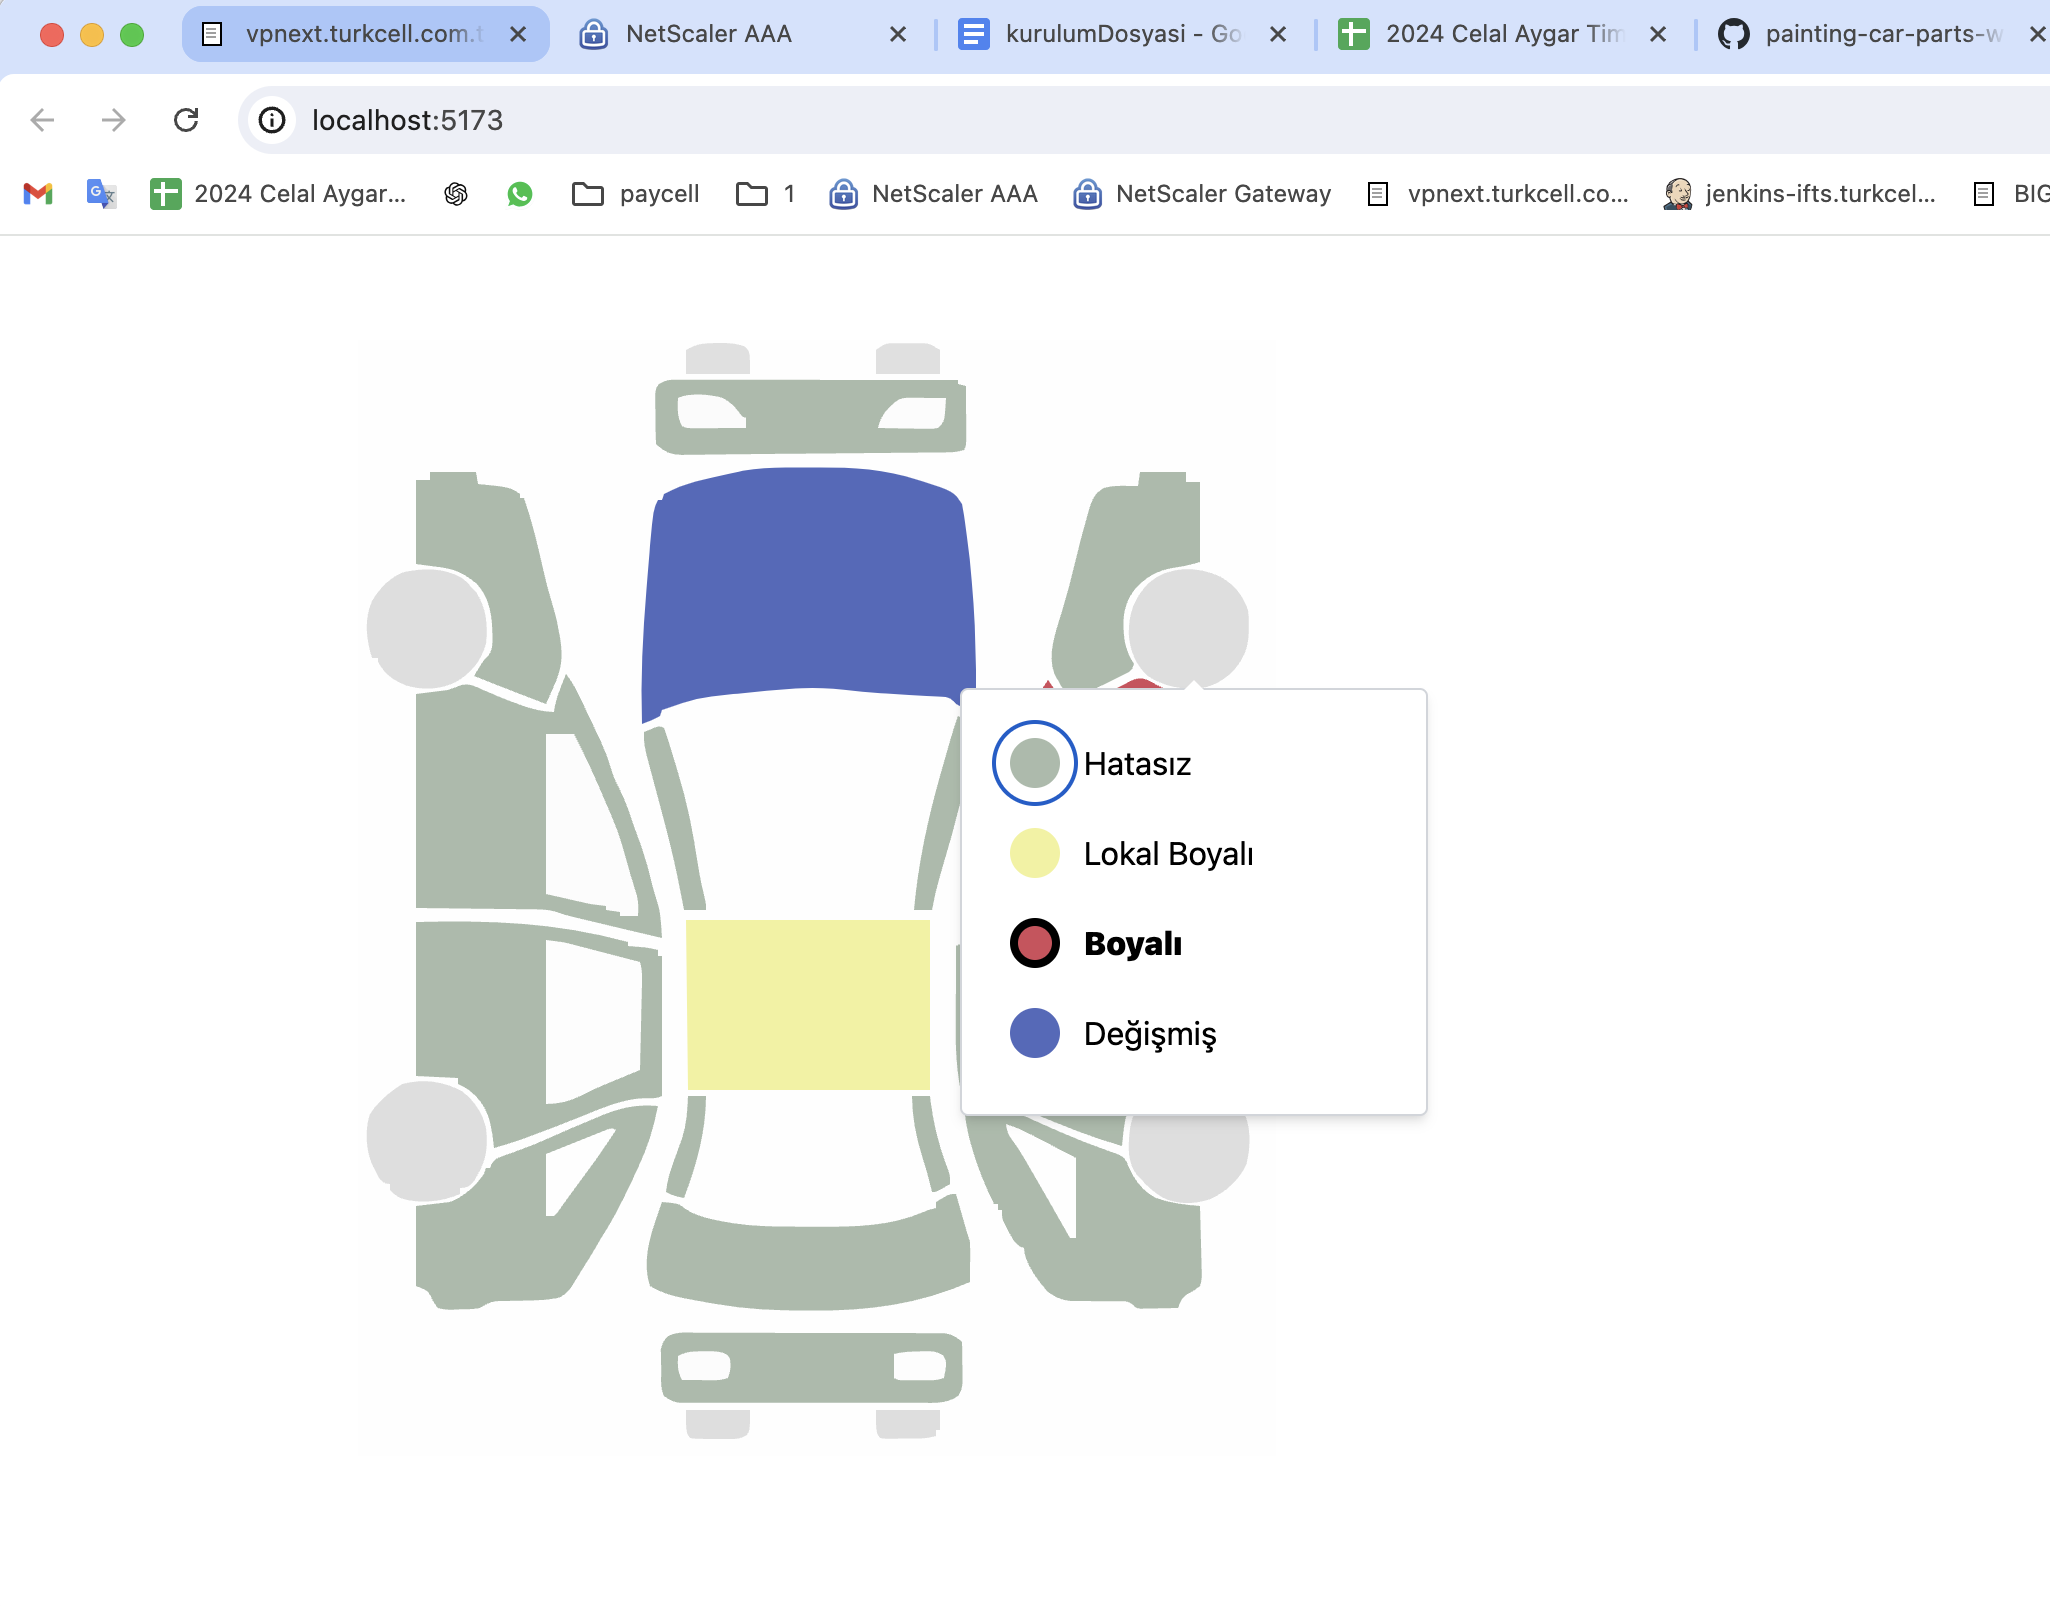 vpnext.turkcell.com.t
NetScaler AAA
kurulumDosyasi - Go
2024 Celal Aygar Tim
painting-car-parts-w
localhost:5173
2024 Celal Aygar...
paycell
1
NetScaler AAA
NetScaler Gateway
vpnext.turkcell.co...
jenkins-ifts.turkcel...
BIG
Hatasız
Lokal Boyalı
Boyalı
Değişmiş